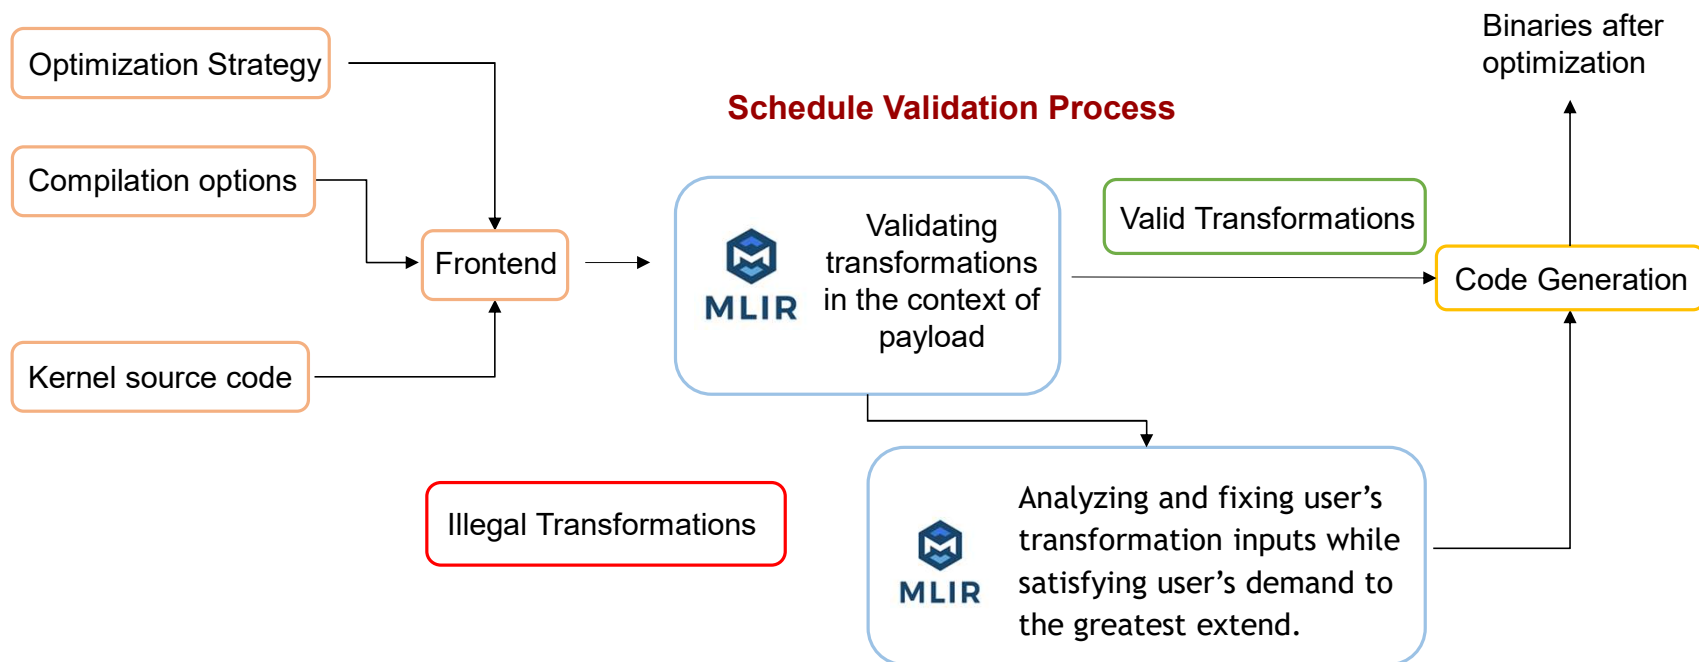 Binaries after
optimization
Optimization Strategy
Schedule Validation Process
Compilation options
Valid Transformations
Frontend
MLIR
Validating
transformations
in the context of
payload
Code Generation
Kernel source code
Illegal Transformations
MLIR
Analyzing and fixing user’s
transformation inputs while
satisfying user’s demand to
the greatest extend.